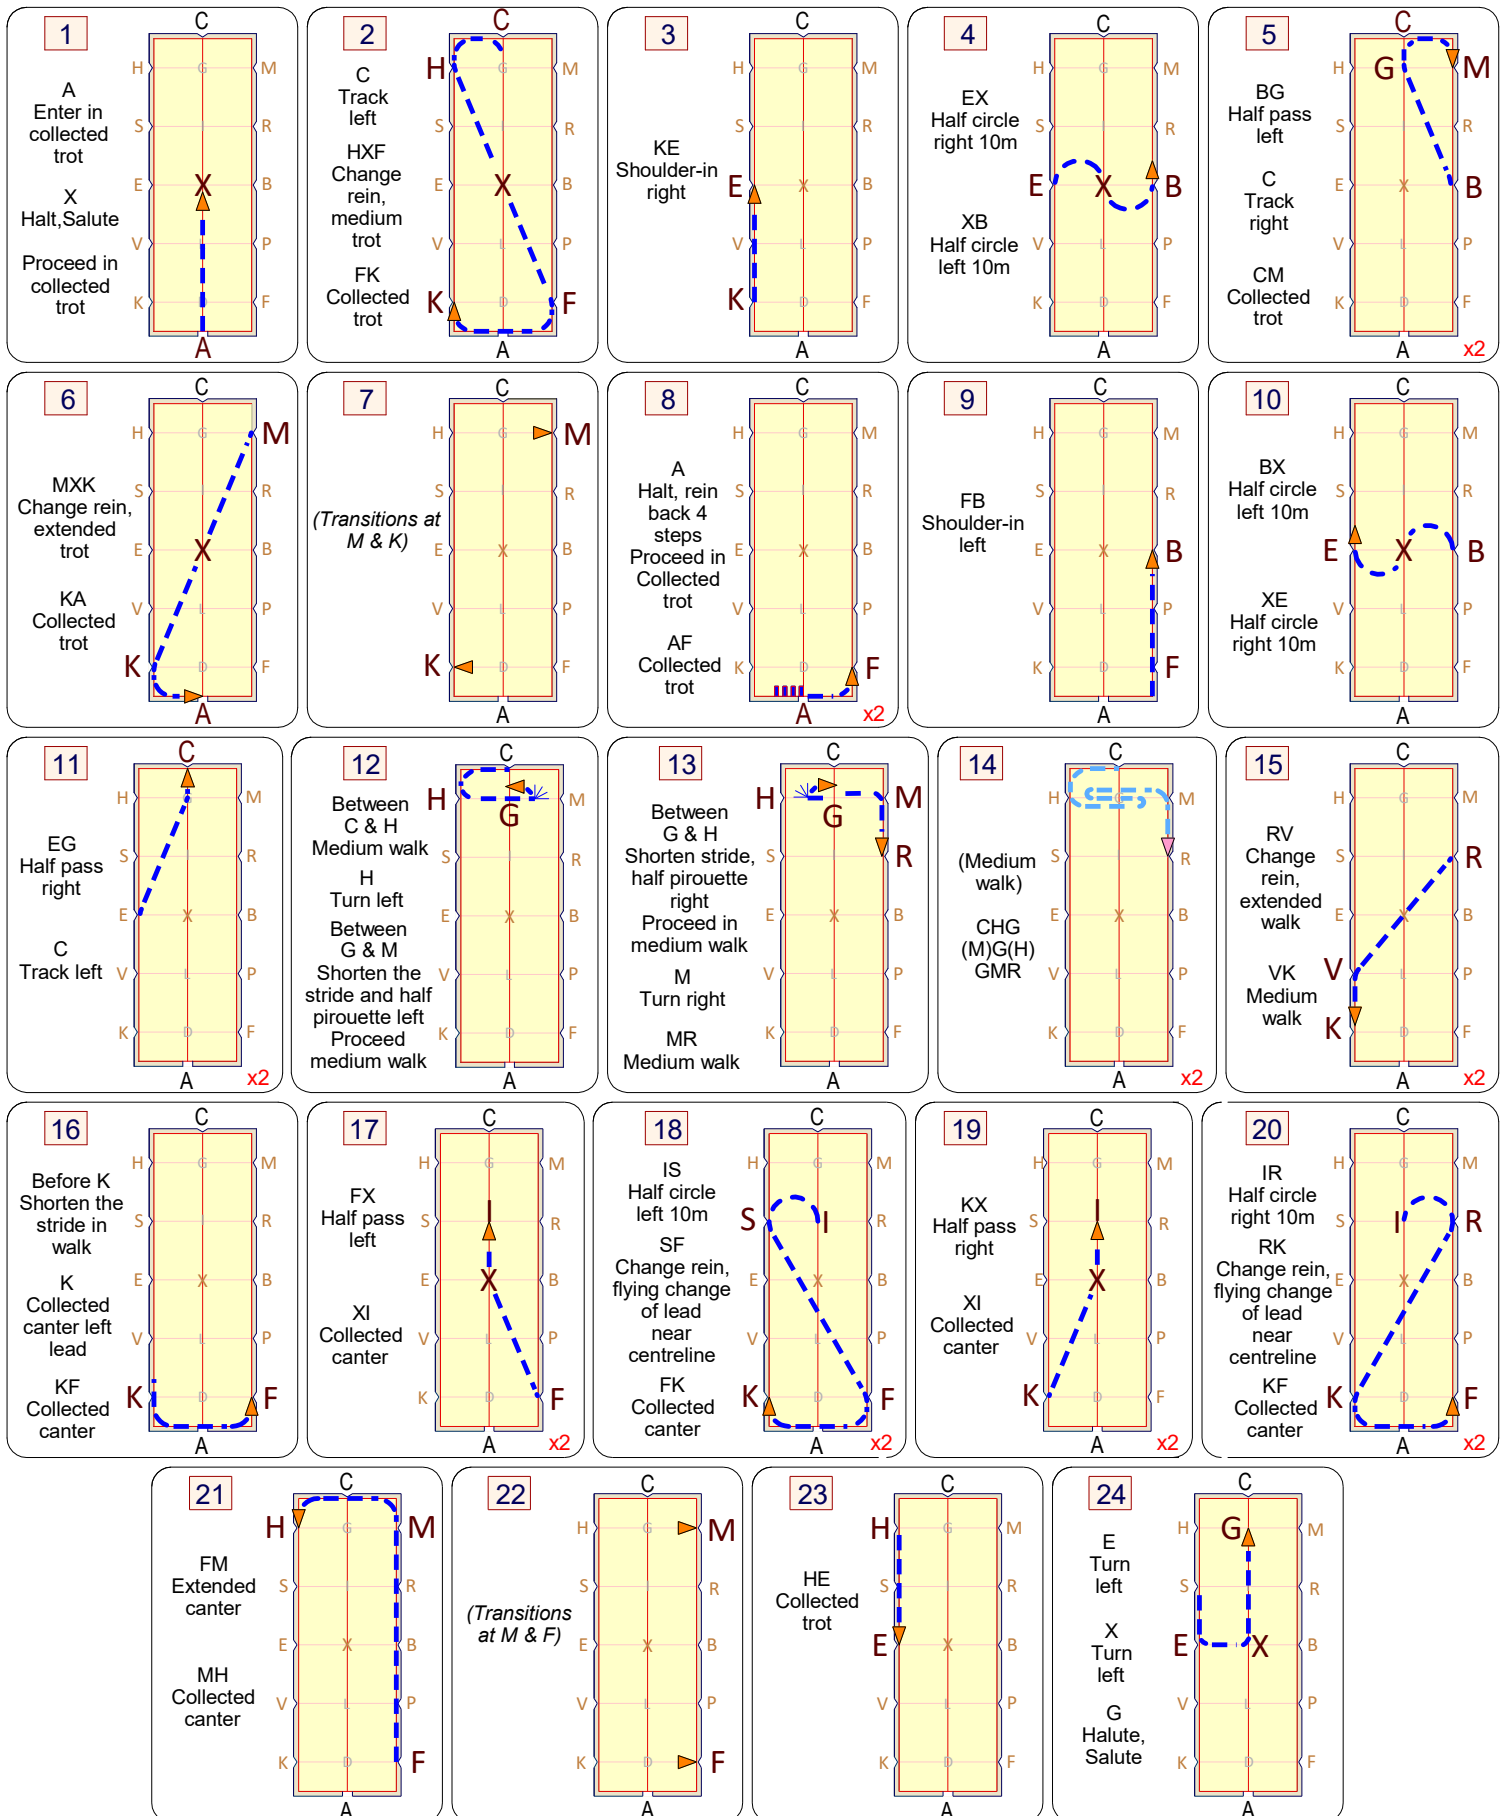 1
A
Enter in
collected
trot
X
Halt,Salute
Proceed in
collected
trot
C
H G M
S R
E X B
V P
K F
A
2
C
Track
left
HXF
Change
rein,
medium
trot
FK
Collected
trot
C
H G M
S R
E X B
V L P
K D F
A
3
KE
Shoulder-in
right
C
H G M
S R
E X B
V L P
K D F
A
4
EX
Half circle
right 10m
XB
Half circle
left 10m
C
H G M
S R
E X B
V L P
K D F
A
5
BG
Half pass
left
C
Track
right
CM
Collected
trot
C
H G M
S R
E X B
V L P
K D F
A
x2
6
MXK
Change rein,
extended
trot
KA
Collected
trot
C
H G M
S R
E X B
V L P
K D F
A
7
(Transitions at
M & K)
C
H G M
S R
E X B
V L P
K D F
A
8
A
Halt, rein
back 4
steps
Proceed in
Collected
trot
AF
Collected
trot
C
H G M
S R
E X B
V L P
K D F
A
x2
9
FB
Shoulder-in
left
C
H G M
S R
E X B
V L P
K D F
A
10
BX
Half circle
left 10m
XE
Half circle
right 10m
C
H G M
S R
E X B
V L P
K D F
A
11
EG
Half pass
right
C
Track left
C
H M
S R
E X B
V L P
K D F
A
x2
12
Between
C & H
Medium walk
H
Turn left
Between
G & M
Shorten the
stride and half
pirouette left
Proceed
medium walk
C
H G M
S R
E X B
V L P
K D F
A
13
Between
G & H
Shorten stride,
half pirouette
right
Proceed in
medium walk
M
Turn right
MR
Medium walk
C
H G M
S R
E X B
V L P
K D F
A
14
(Medium
walk)
CHG
(M)G(H)
GMR
C
H G M
S R
E X B
V L P
K D F
A
x2
15
RV
Change
rein,
extended
walk
VK
Medium
walk
C
H G M
S R
E X B
V L P
K D F
A
x2
16
Before K
Shorten the
stride in
walk
K
Collected
canter left
lead
KF
Collected
canter
C
H G M
S R
E X B
V L P
K D F
A
17
FX
Half pass
left
XI
Collected
canter
C
H G M
S I R
E X B
V L P
K D F
A
x2
18
IS
Half circle
left 10m
SF
Change rein,
flying change
of lead
near
centreline
FK
Collected
canter
C
H G M
S I R
E X B
V L P
K D F
A
x2
19
KX
Half pass
right
XI
Collected
canter
C
H G M
S I R
E X B
V L P
K D F
A
x2
20
IR
Half circle
right 10m
RK
Change rein,
flying change
of lead
near
centreline
KF
Collected
canter
C
H G M
S I R
E X B
V L P
K D F
A
x2
21
FM
Extended
canter
MH
Collected
canter
C
H G M
S R
E X B
V L P
K D F
A
22
(Transitions
at M & F)
C
H G M
S R
E X B
V L P
K D F
A
23
HE
Collected
trot
C
H G M
S R
E X B
V L P
K D F
A
24
E
Turn
left
X
Turn
left
G
Halute,
Salute
C
H G M
S R
E X B
V L P
K D F
A